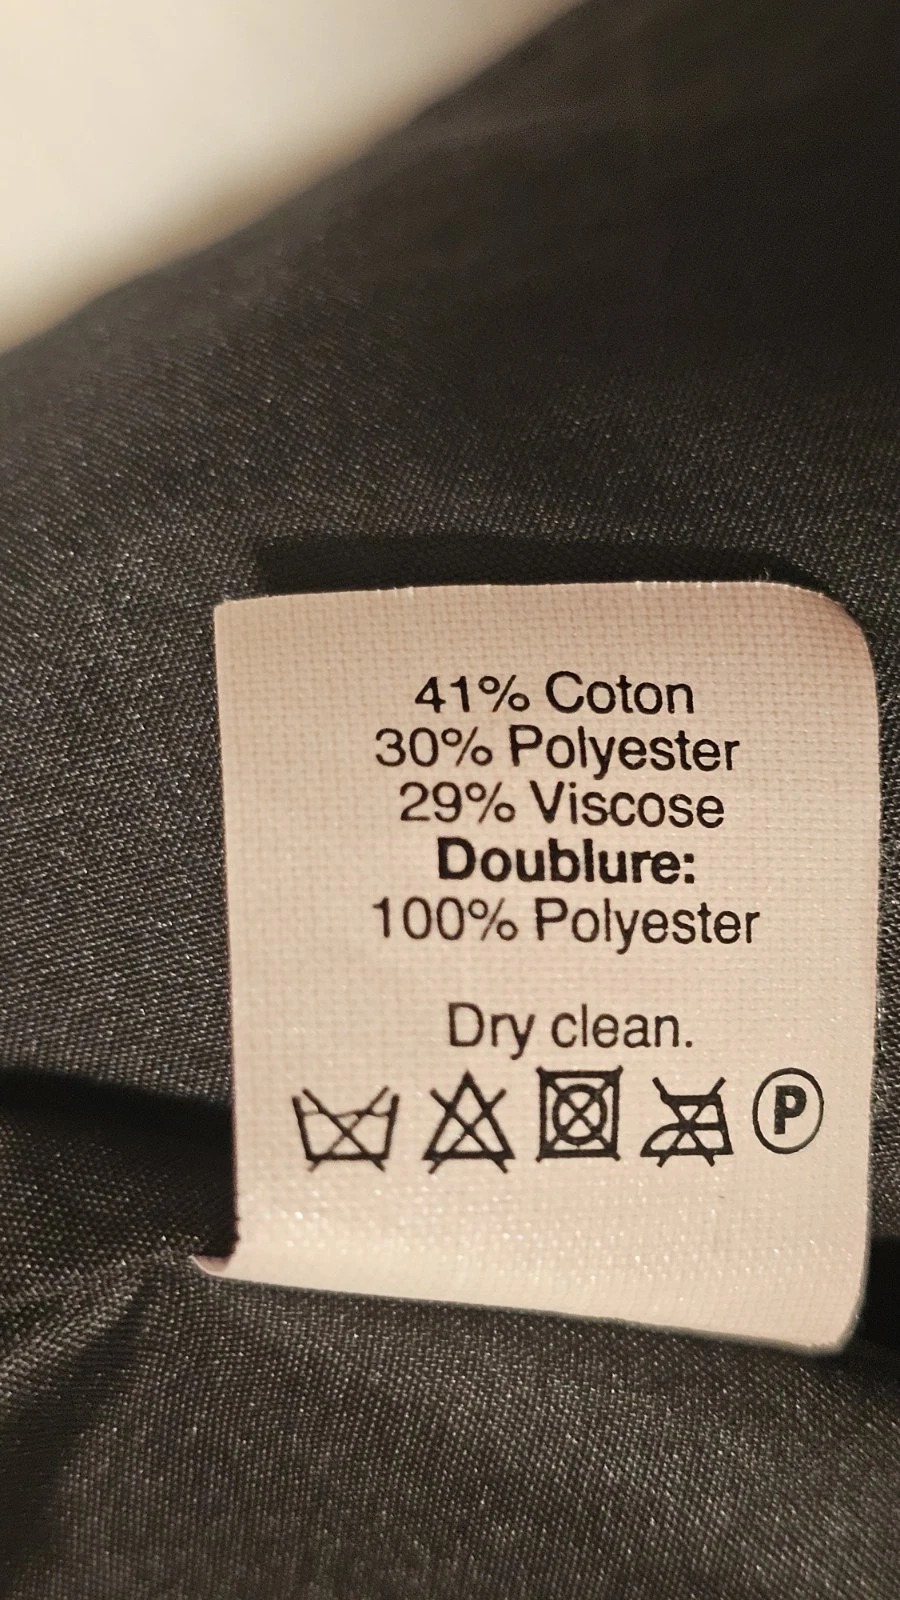 41% Coton
30% Polyester
29% Viscose
Doublure:
100% Polyester
Dry clean.
P